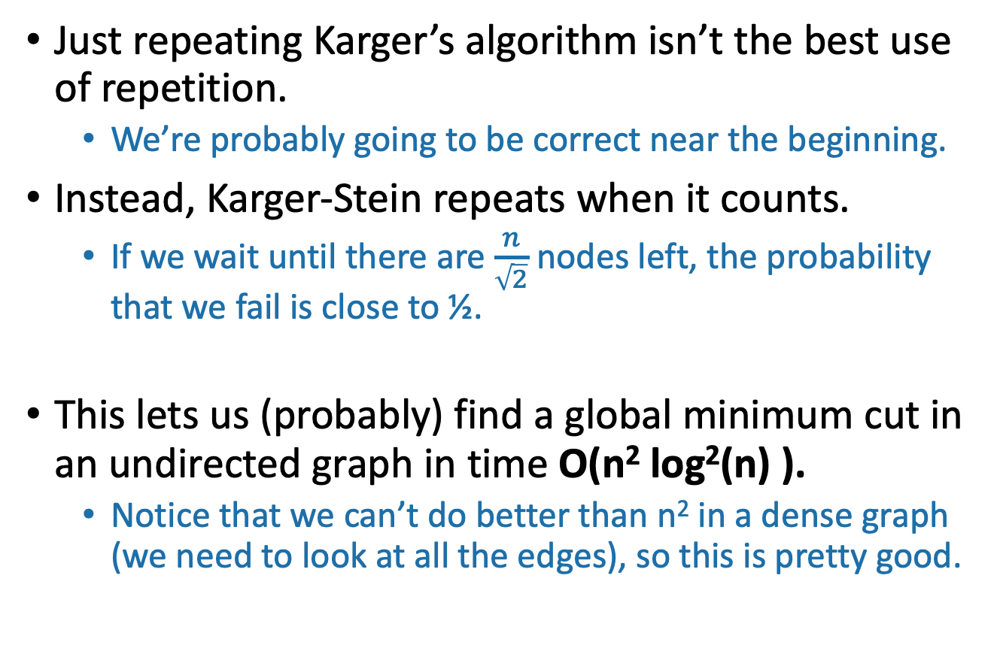 • Just repeating Karger’s algorithm isn’t the best use
of repetition.
• We’re probably going to be correct near the beginning.
• Instead, Karger-Stein repeats when it counts.
• If we wait until there are n/√2 nodes left, the probability
that we fail is close to ½.
• This lets us (probably) find a global minimum cut in
an undirected graph in time O(n² log²(n) ).
• Notice that we can’t do better than n² in a dense graph
(we need to look at all the edges), so this is pretty good.